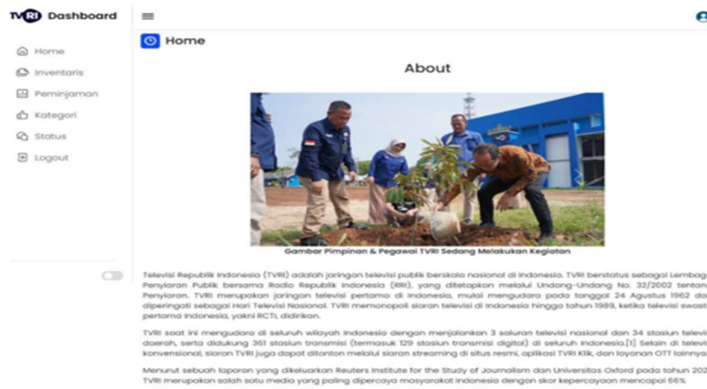 TVRI Dashboard
Home
Inventaris
Peminjaman
Kategori
Status
Logout
Home
About
Gambar Pimpinan & Pegawai TVRI Sedang Melakukan Kegiatan
Televisi Republik Indonesia (TVRI) adalah jaringan televisi publik berskala nasional di Indonesia. TVRI berstatus sebagai Lembaga
Penyiaran Publik bersama Radio Republik Indonesia (RRI), yang ditetapkan melalui Undang-Undang No. 32/2002 tentang
Penyiaran. TVRI merupakan jaringan televisi pertama di Indonesia, mulai mengudara pada tanggal 24 Agustus 1962 dan
diperingati sebagai Hari Televisi Nasional. TVRI memonopoli siaran televisi di Indonesia hingga tahun 1989, ketika televisi swasta
pertama Indonesia, yakni RCTI, didirikan.
TVRI saat ini mengudara di seluruh wilayah Indonesia dengan menjalankan 3 saluran televisi nasional dan 34 stasiun televisi
daerah, serta didukung 361 stasiun transmisi (termasuk 129 stasiun transmisi digital) di seluruh Indonesia.[1] Selain di televisi
konvensional, siaran TVRI juga dapat ditonton melalui siaran streaming di situs resmi, aplikasi TVRI Klik, dan layanan OTT lainnya.
Menurut sebuah laporan yang dikeluarkan Reuters Institute for the Study of Journalism dan Universitas Oxford pada tahun 202
TVRI merupakan salah satu media yang paling dipercaya masyarakat Indonesia dengan skor kepercayaan mencapai 66%.